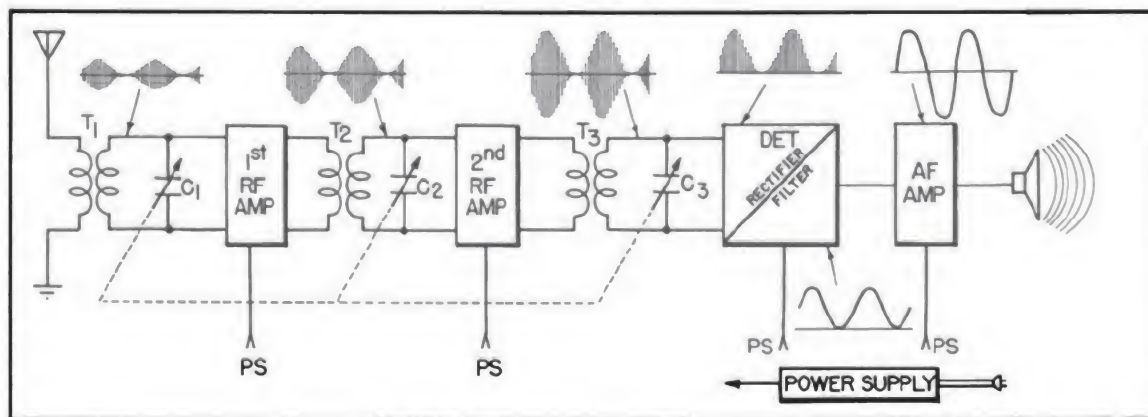 T1
C1
1st
RF
AMP
T2
C2
2nd
RF
AMP
T3
C3
DET
RECTIFIER
FILTER
AF
AMP
PS
PS
PS
PS
POWER SUPPLY